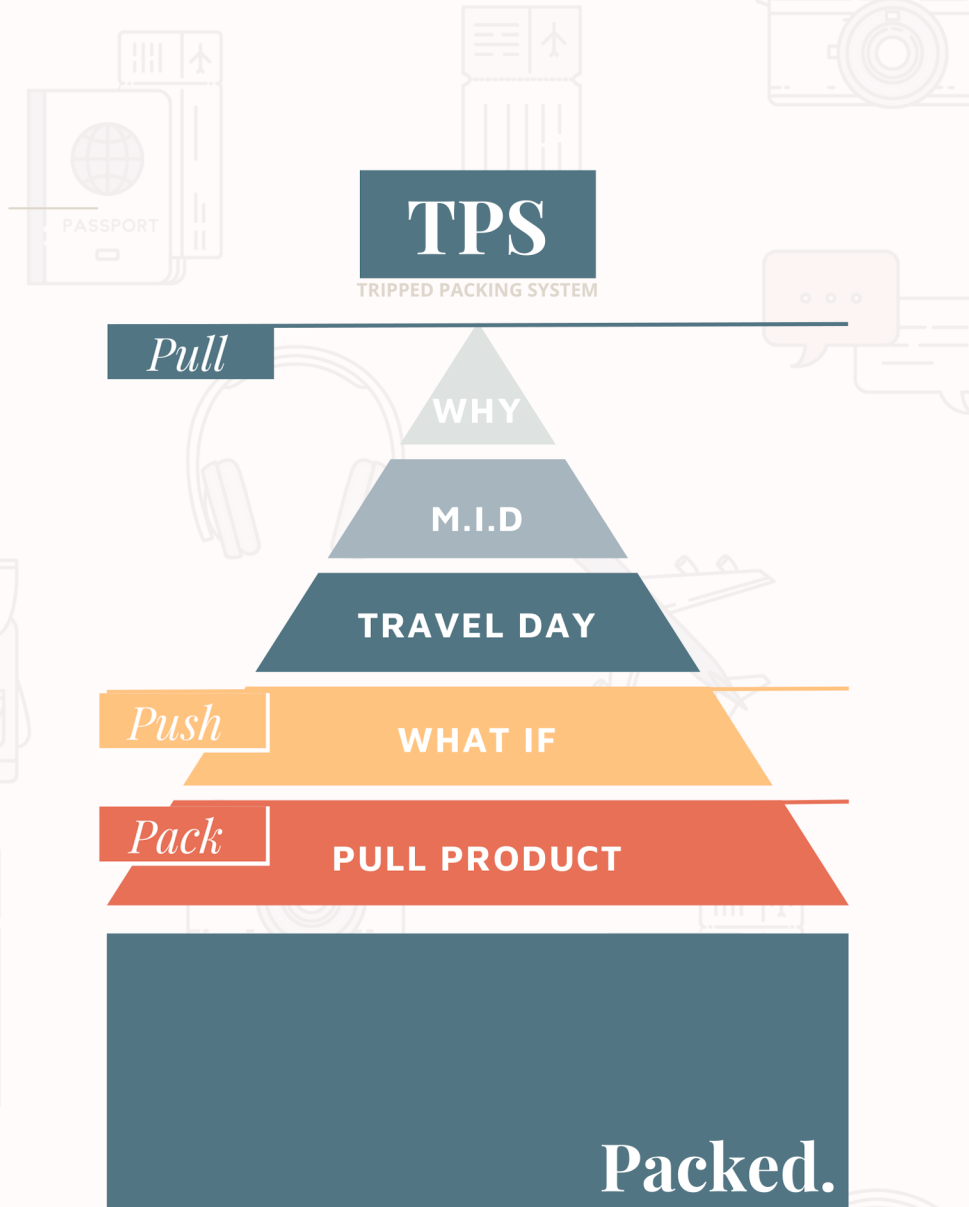 PASSPORT
TPS
TRIPPED PACKING SYSTEM
Pull
WHY
M.I.D
TRAVEL DAY
Push
WHAT IF
Pack
PULL PRODUCT
Packed.